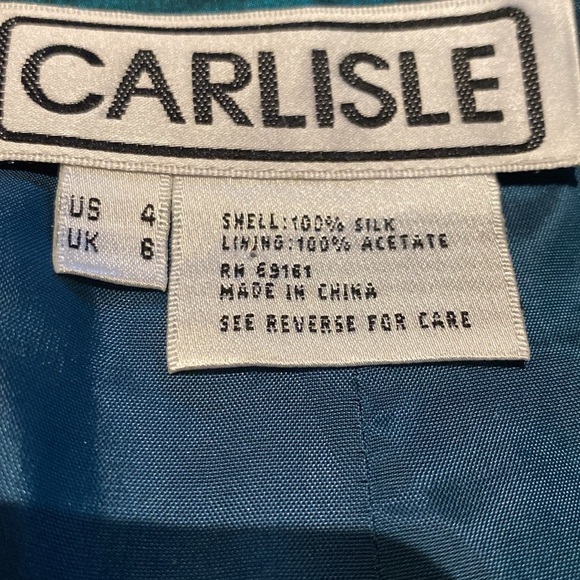 CARLISLE
US 4
UK 6
SHELL:100% SILK
LINING:100% ACETATE
RN 69161
MADE IN CHINA
SEE REVERSE FOR CARE